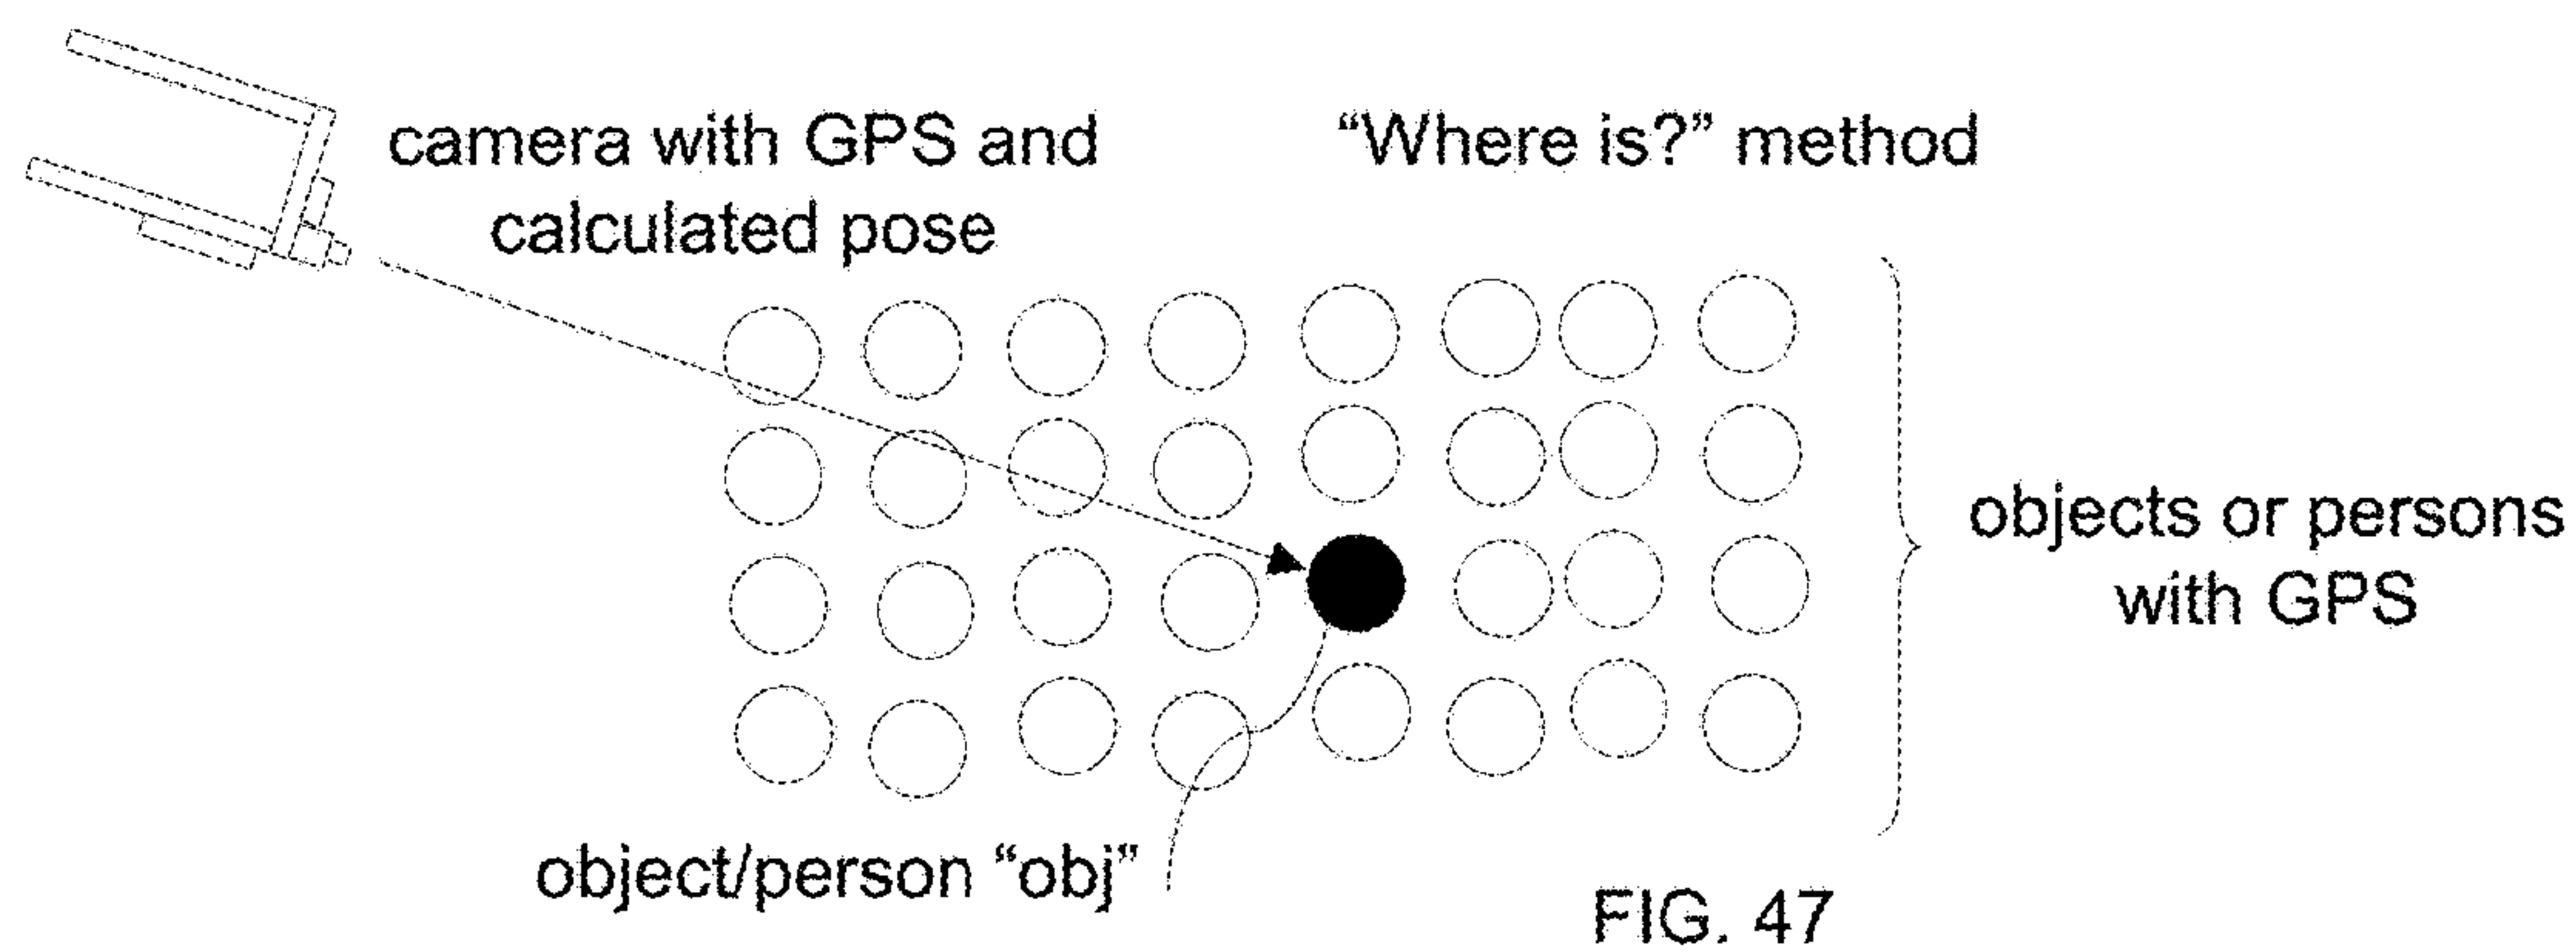 camera with GPS and
calculated pose
“Where is?” method
objects or persons
with GPS
object/person “obj”
FIG. 47